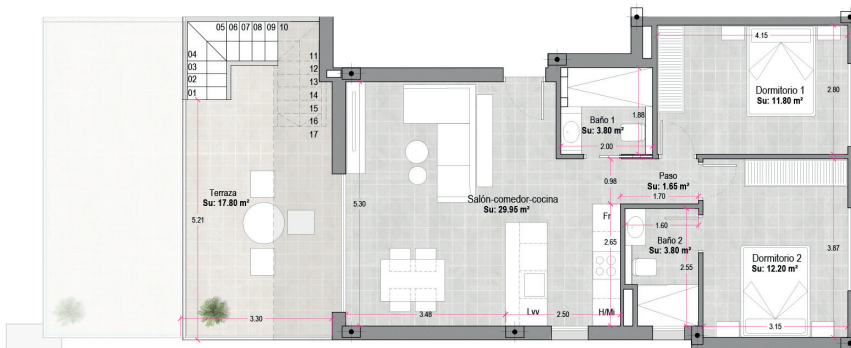 05 06 07 08 09 10
04
03
02
01
11
12
13
14
15
16
17
Terraza
Su: 17.80 m²
5.21
3.30
5.30
Salón-comedor-cocina
Su: 29.95 m²
3.48
2.50
Lvv
Fr
2.65
H/Mi
0.98
Baño 1
Su: 3.80 m²
1.88
2.00
Paso
Su: 1.65 m²
1.70
1.60
Baño 2
Su: 3.80 m²
2.55
4.15
Dormitorio 1
Su: 11.80 m²
2.80
Dormitorio 2
Su: 12.20 m²
3.87
3.15